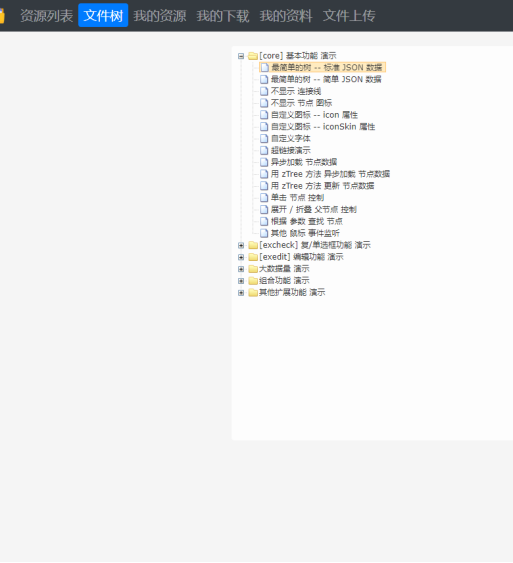 资源列表 文件树 我的资源 我的下载 我的资料 文件上传
[core] 基本功能 演示
最简单的树 -- 标准 JSON 数据
最简单的树 -- 简单 JSON 数据
不显示 连接线
不显示 节点 图标
自定义图标 -- icon 属性
自定义图标 -- iconSkin 属性
自定义字体
超链接演示
异步加载 节点数据
用 zTree 方法 异步加载 节点数据
用 zTree 方法 更新 节点数据
单击 节点 控制
展开 / 折叠 父节点 控制
根据 参数 查找 节点
其他 鼠标 事件监听
[excheck] 复/单选框功能 演示
[exedit] 编辑功能 演示
大数据量 演示
组合功能 演示
其他扩展功能 演示